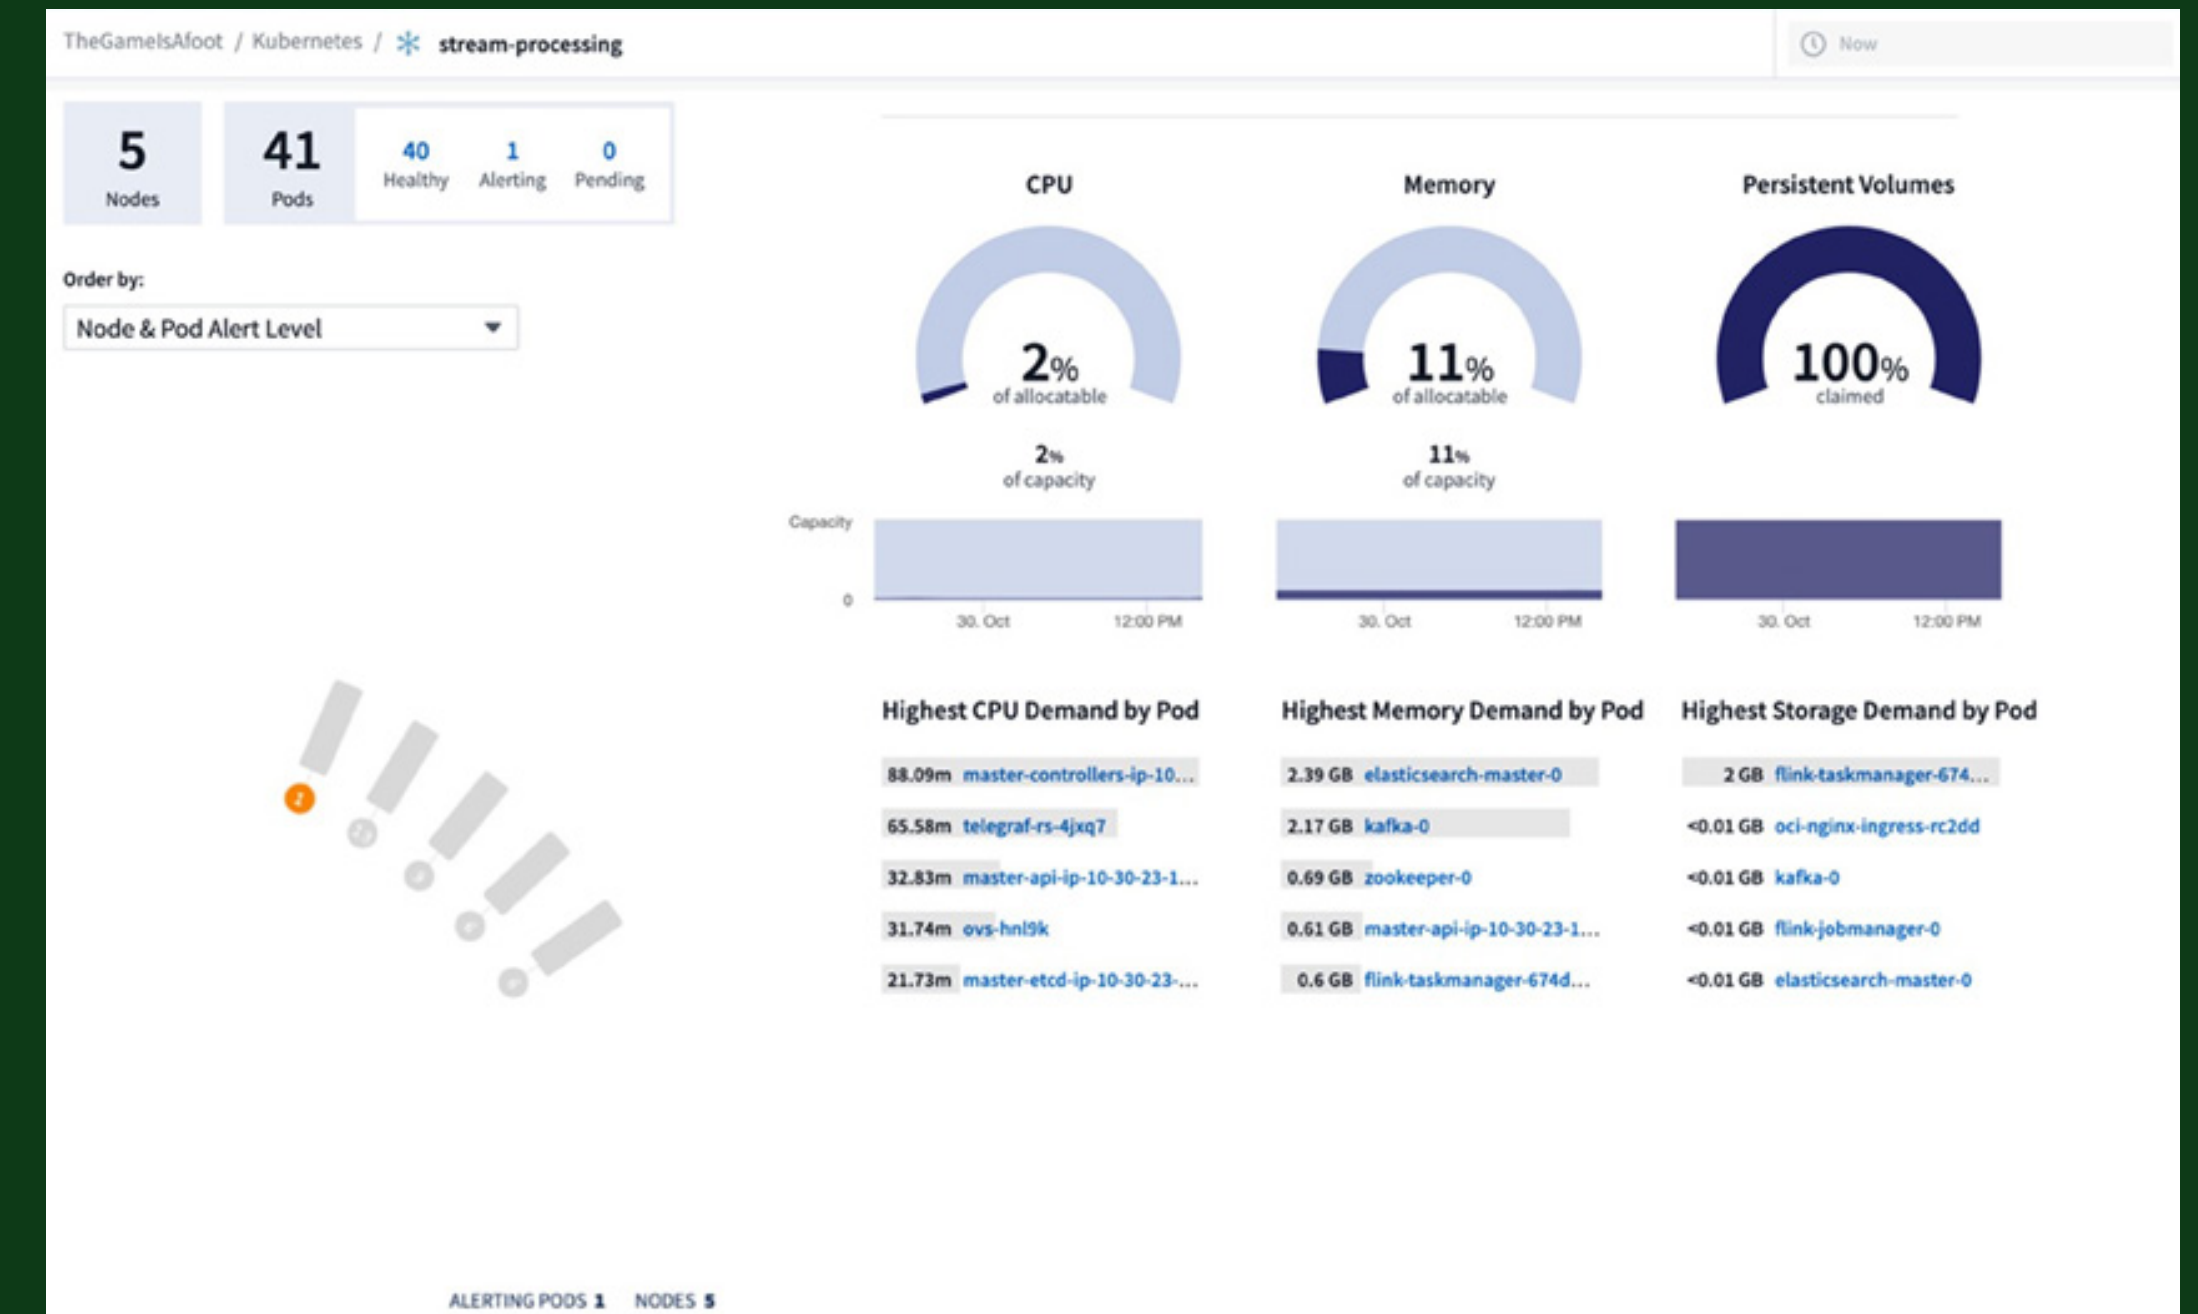 TheGameIsAfoot / Kubernetes / stream-processing
Now
5
Nodes
41
Pods
40
Healthy
1
Alerting
0
Pending
Order by:
Node & Pod Alert Level
CPU
2%
of allocatable
2%
of capacity
Memory
11%
of allocatable
11%
of capacity
Persistent Volumes
100%
claimed
Capacity
0
30. Oct 12:00 PM
30. Oct 12:00 PM
30. Oct 12:00 PM
Highest CPU Demand by Pod
88.09m master-controllers-ip-10...
65.58m telegraf-rs-4jxq7
32.83m master-api-ip-10-30-23-1...
31.74m ovs-hnl9k
21.73m master-etcd-ip-10-30-23-...
Highest Memory Demand by Pod
2.39 GB elasticsearch-master-0
2.17 GB kafka-0
0.69 GB zookeeper-0
0.61 GB master-api-ip-10-30-23-1...
0.6 GB flink-taskmanager-674d...
Highest Storage Demand by Pod
2 GB flink-taskmanager-674...
<0.01 GB oci-nginx-ingress-rc2dd
<0.01 GB kafka-0
<0.01 GB flink-jobmanager-0
<0.01 GB elasticsearch-master-0
ALERTING PODS 1 NODES 5